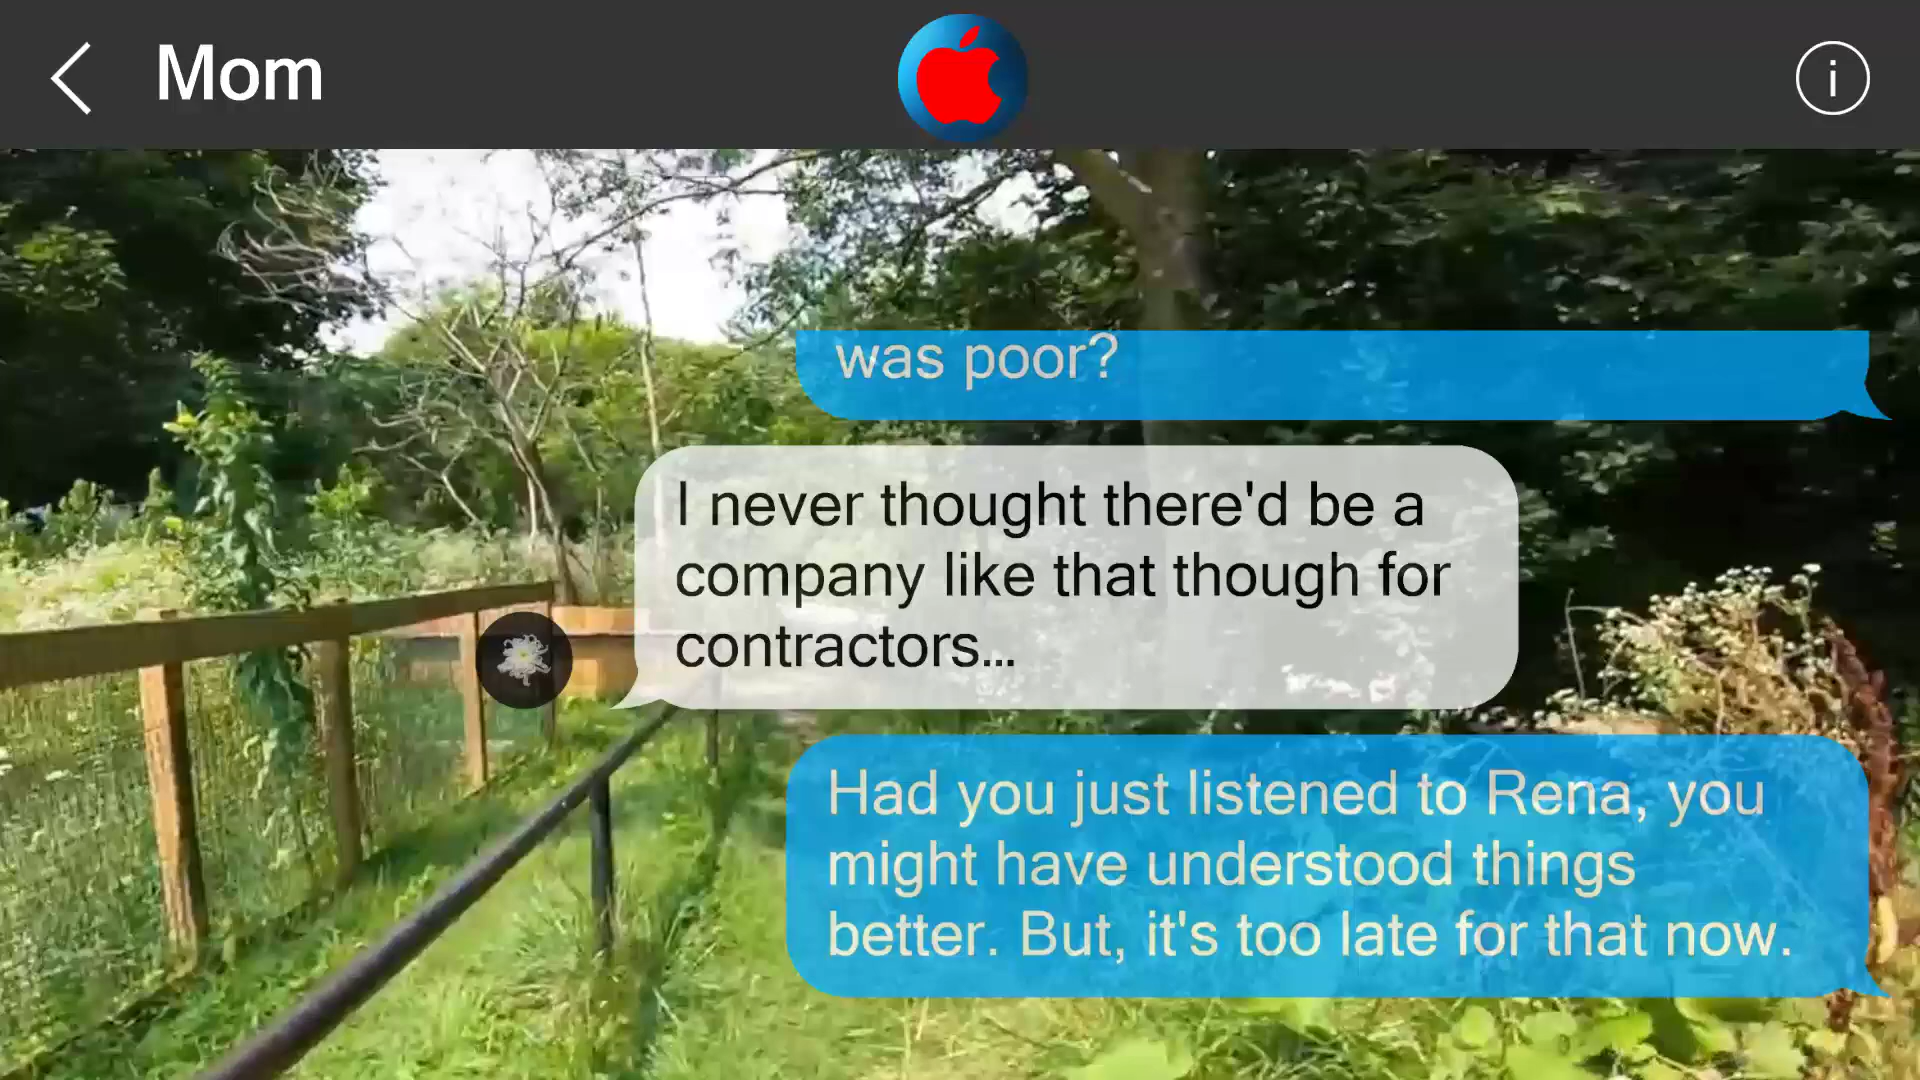 Mom
i
was poor?
I never thought there'd be a
company like that though for
contractors...
Had you just listened to Rena, you
might have understood things
better. But, it's too late for that now.